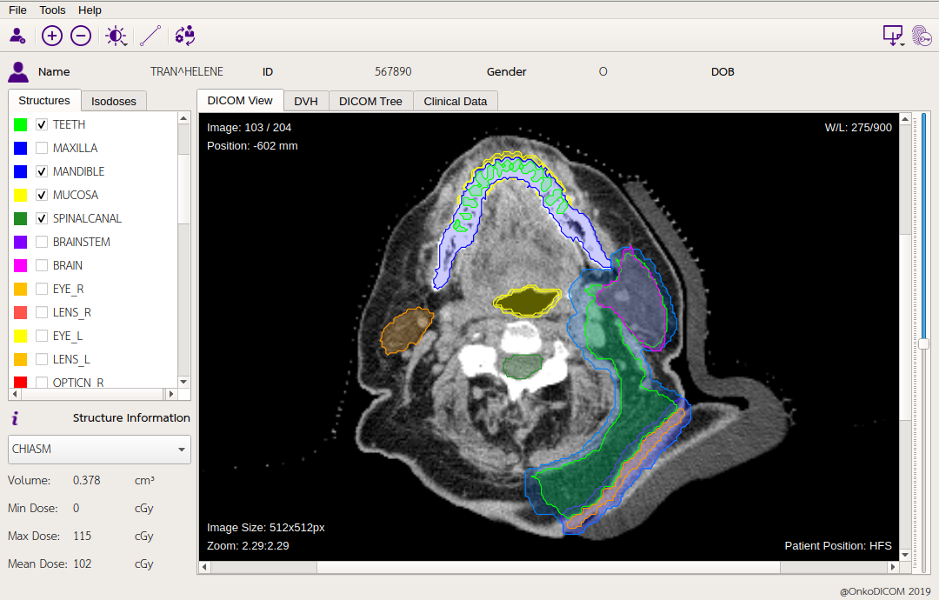 File Tools Help
Name TRAN^HELENE ID 567890 Gender O DOB
Structures Isodoses
DICOM View DVH DICOM Tree Clinical Data
TEETH
MAXILLA
MANDIBLE
MUCOSA
SPINALCANAL
BRAINSTEM
BRAIN
EYE_R
LENS_R
EYE_L
LENS_L
OPTICN_R
Structure Information
CHIASM
Volume: 0.378 cm³
Min Dose: 0 cGy
Max Dose: 115 cGy
Mean Dose: 102 cGy
Image: 103 / 204
Position: -602 mm
W/L: 275/900
Image Size: 512x512px
Zoom: 2.29:2.29
Patient Position: HFS
@OnkoDICOM 2019